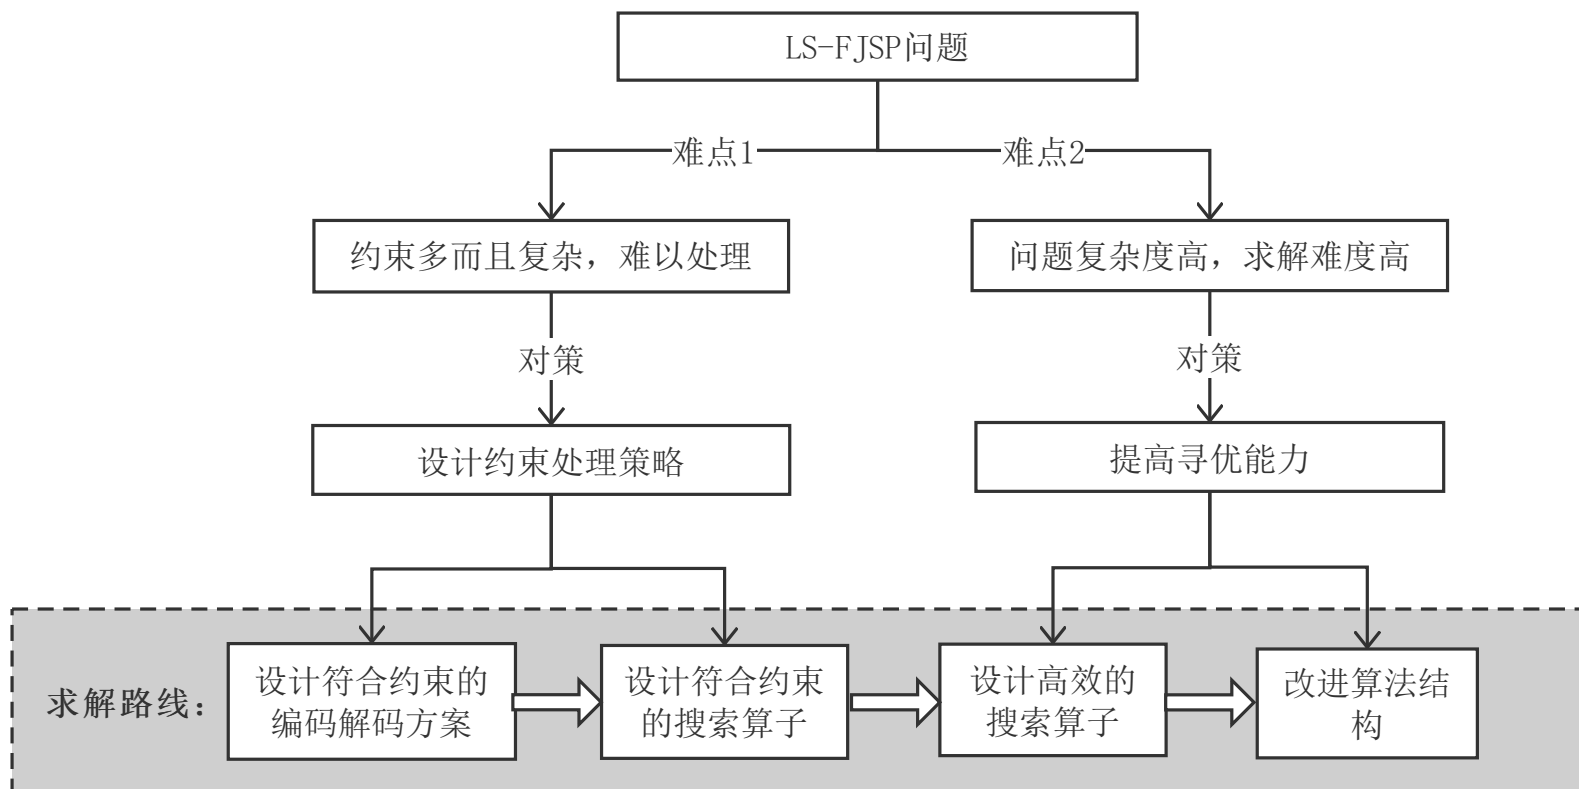 LS-FJSP问题
难点1
难点2
约束多而且复杂，难以处理
问题复杂度高，求解难度高
对策
对策
设计约束处理策略
提高寻优能力
求解路线：
设计符合约束的
编码解码方案
设计符合约束
的搜索算子
设计高效的
搜索算子
改进算法结
构